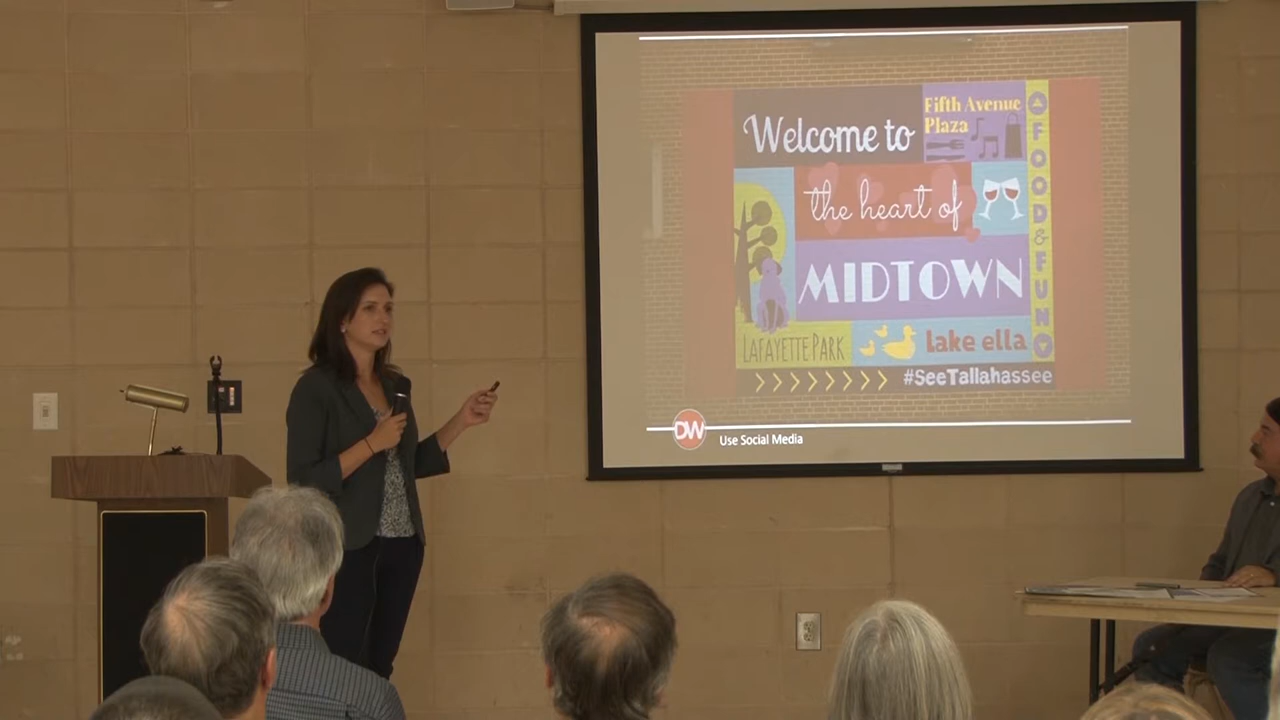 Welcome to
Fifth Avenue
Plaza
FOOD & FUN
the heart of
MIDTOWN
LAFAYETTE PARK
lake ella
>>>>>>>> #SeeTallahassee
DW
Use Social Media